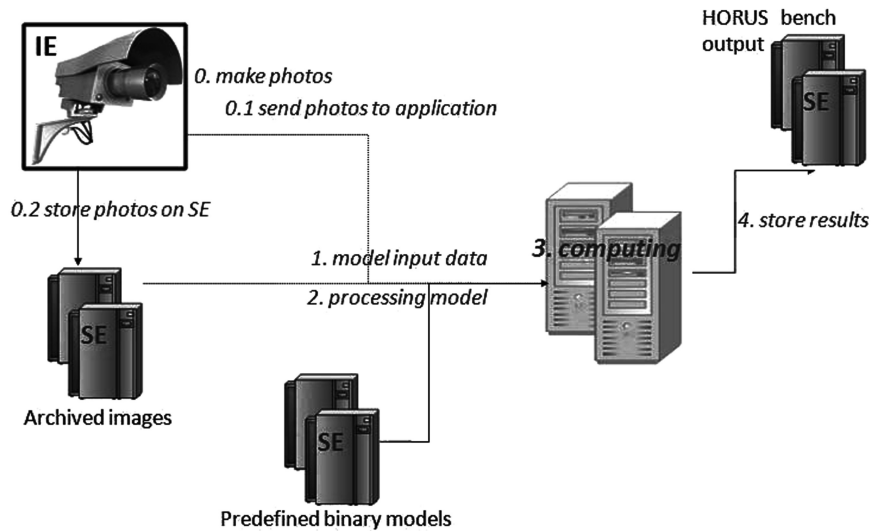 HORUS bench
output
IE
0. make photos
0.1 send photos to application
SE
0.2 store photos on SE
4. store results
3. computing
1. model input data
2. processing model
SE
Archived images
SE
Predefined binary models